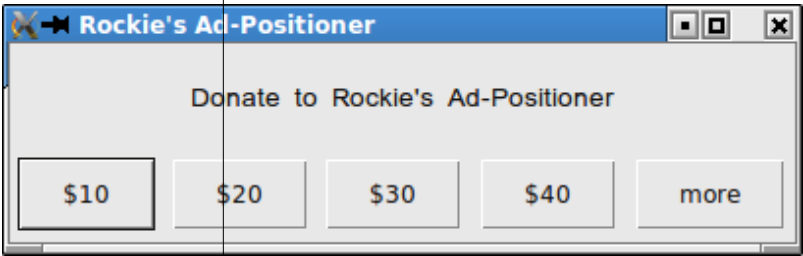 Rockie's Ad-Positioner
Donate to Rockie's Ad-Positioner
$10 $20 $30 $40 more